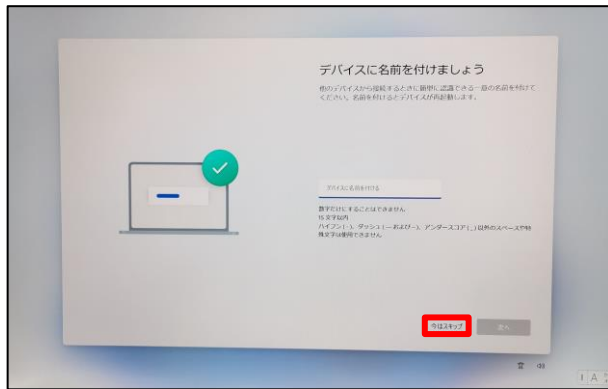 デバイスに名前を付けましょう
他のデバイスから接続するときに簡単に認識できる一意の名前を付けて
ください。名前を付けるとデバイスが再起動します。
デバイスに名前を付ける
数字だけにすることはできません
15 文字以内
ハイフン (-)、ダッシュ (— および –)、アンダースコア (_) 以外のスペースや特
殊文字は使用できません
今はスキップ
次へ
A